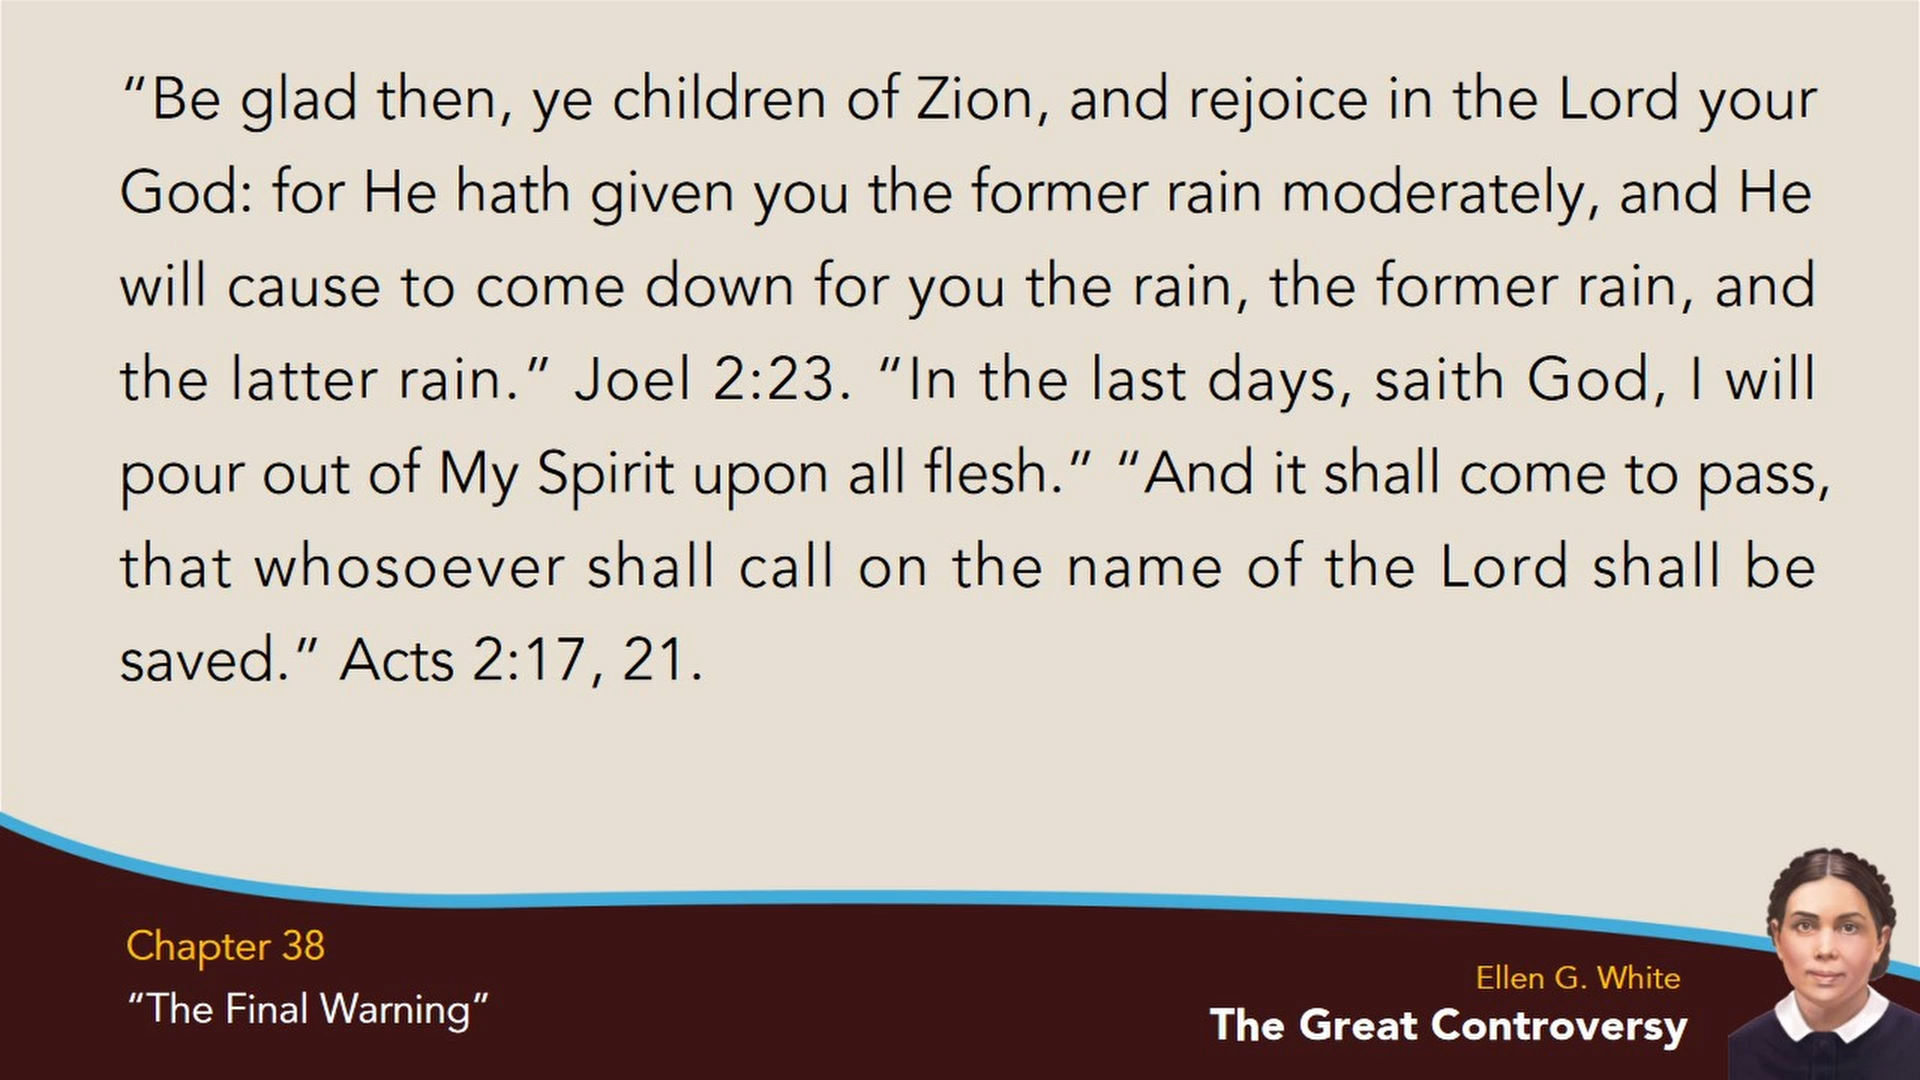 “Be glad then, ye children of Zion, and rejoice in the Lord your
God: for He hath given you the former rain moderately, and He
will cause to come down for you the rain, the former rain, and
the latter rain.” Joel 2:23. “In the last days, saith God, I will
pour out of My Spirit upon all flesh.” “And it shall come to pass,
that whosoever shall call on the name of the Lord shall be
saved.” Acts 2:17, 21.
Chapter 38
“The Final Warning”
Ellen G. White
The Great Controversy